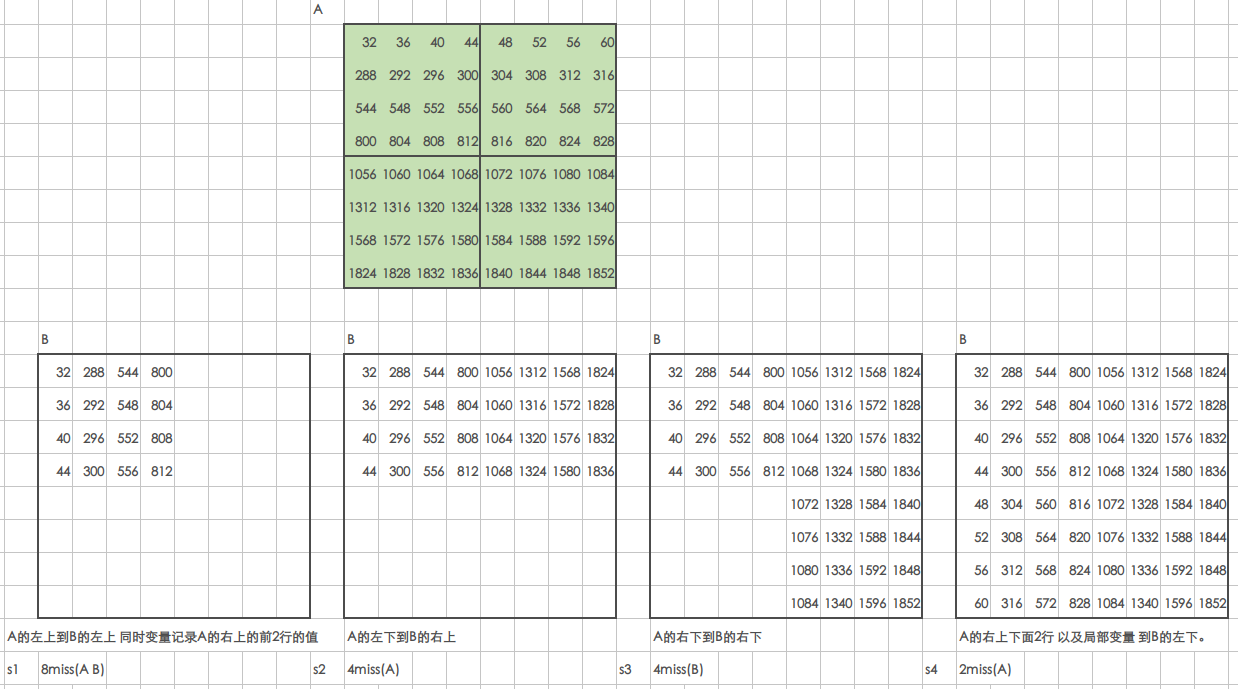 A
32 36 40 44 48 52 56 60
288 292 296 300 304 308 312 316
544 548 552 556 560 564 568 572
800 804 808 812 816 820 824 828
1056 1060 1064 1068 1072 1076 1080 1084
1312 1316 1320 1324 1328 1332 1336 1340
1568 1572 1576 1580 1584 1588 1592 1596
1824 1828 1832 1836 1840 1844 1848 1852
B B B B
32 288 544 800 32 288 544 800 1056 1312 1568 1824 32 288 544 800 1056 1312 1568 1824 32 288 544 800 1056 1312 1568 1824
36 292 548 804 36 292 548 804 1060 1316 1572 1828 36 292 548 804 1060 1316 1572 1828 36 292 548 804 1060 1316 1572 1828
40 296 552 808 40 296 552 808 1064 1320 1576 1832 40 296 552 808 1064 1320 1576 1832 40 296 552 808 1064 1320 1576 1832
44 300 556 812 44 300 556 812 1068 1324 1580 1836 44 300 556 812 1068 1324 1580 1836 44 300 556 812 1068 1324 1580 1836
1072 1328 1584 1840 48 304 560 816 1072 1328 1584 1840
1076 1332 1588 1844 52 308 564 820 1076 1332 1588 1844
1080 1336 1592 1848 56 312 568 824 1080 1336 1592 1848
1084 1340 1596 1852 60 316 572 828 1084 1340 1596 1852
A的左上到B的左上 同时变量记录A的右上的前2行的值 A的左下到B的右上 A的右下到B的右下 A的右上下面2行 以及局部变量 到B的左下。
s1 8miss(A B) s2 4miss(A) s3 4miss(B) s4 2miss(A)